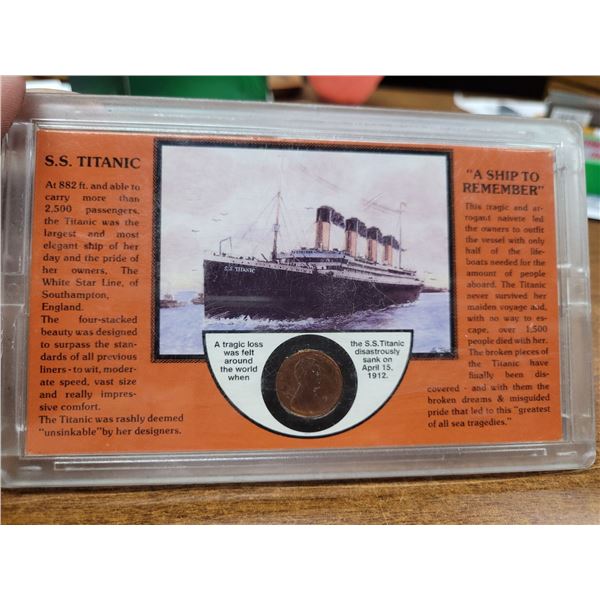 S.S. TITANIC
At 882 ft. and able to
carry more than
2,500 passengers,
the Titanic was the
largest and most
elegant ship of her
day and the pride of
her owners, The
White Star Line, of
Southampton,
England.
The four-stacked
beauty was designed
to surpass the stan-
dards of all previous
liners - to wit, moder-
ate speed, vast size
and really impres-
sive comfort.
The Titanic was rashly deemed
"unsinkable"by her designers.
S.S TITANIC
A tragic loss
was felt
around
the world
when
the S.S.Titanic
disastrously
sank on
April 15,
1912.
"A SHIP TO
REMEMBER"
This tragic and ar-
rogant naivete led
the owners to outfit
the vessel with only
half of the life-
boats needed for the
amount of people
aboard. The Titanic
never survived her
maiden voyage and,
with no way to es-
cape, over 1,500
people died with her.
The broken pieces of
the Titanic have
finally been dis-
covered - and with them the
broken dreams & misguided
pride that led to this "greatest
of all sea tragedies."